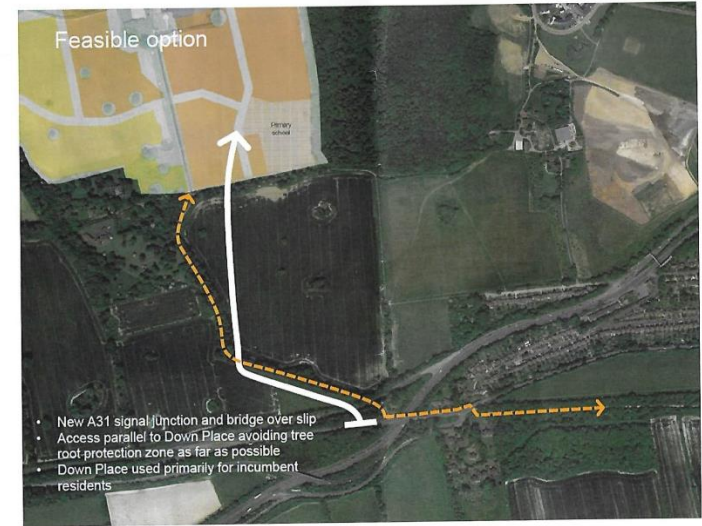 Feasible option
Primary
school
• New A31 signal junction and bridge over slip
• Access parallel to Down Place avoiding tree
root protection zone as far as possible
• Down Place used primarily for incumbent
residents